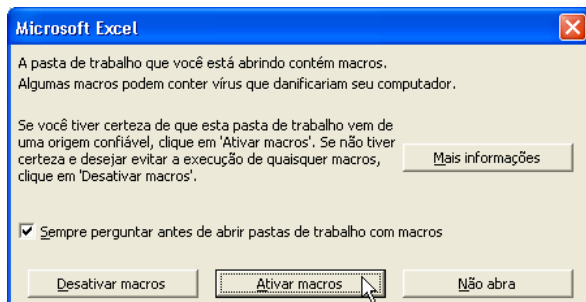 Microsoft Excel
A pasta de trabalho que você está abrindo contém macros.
Algumas macros podem conter vírus que danificariam seu computador.
Se você tiver certeza de que esta pasta de trabalho vem de
uma origem confiável, clique em 'Ativar macros'. Se não tiver
certeza e desejar evitar a execução de quaisquer macros,
clique em 'Desativar macros'.
Mais informações
Sempre perguntar antes de abrir pastas de trabalho com macros
Desativar macros
Ativar macros
Não abra